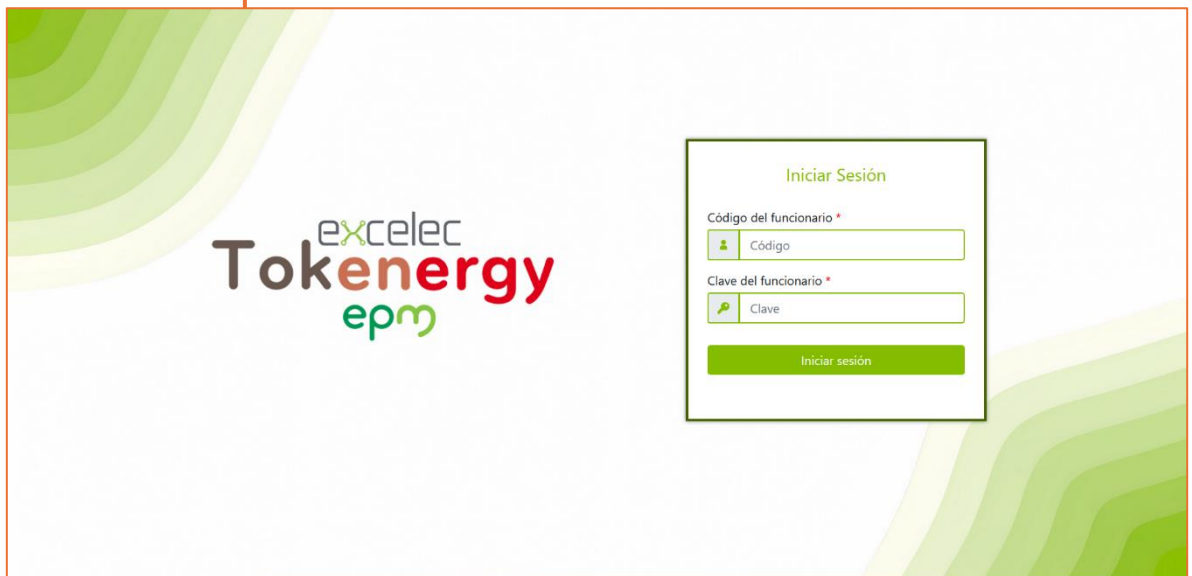 excelec
Tokenergy
epm
Iniciar Sesión
Código del funcionario *
Código
Clave del funcionario *
Clave
Iniciar sesión